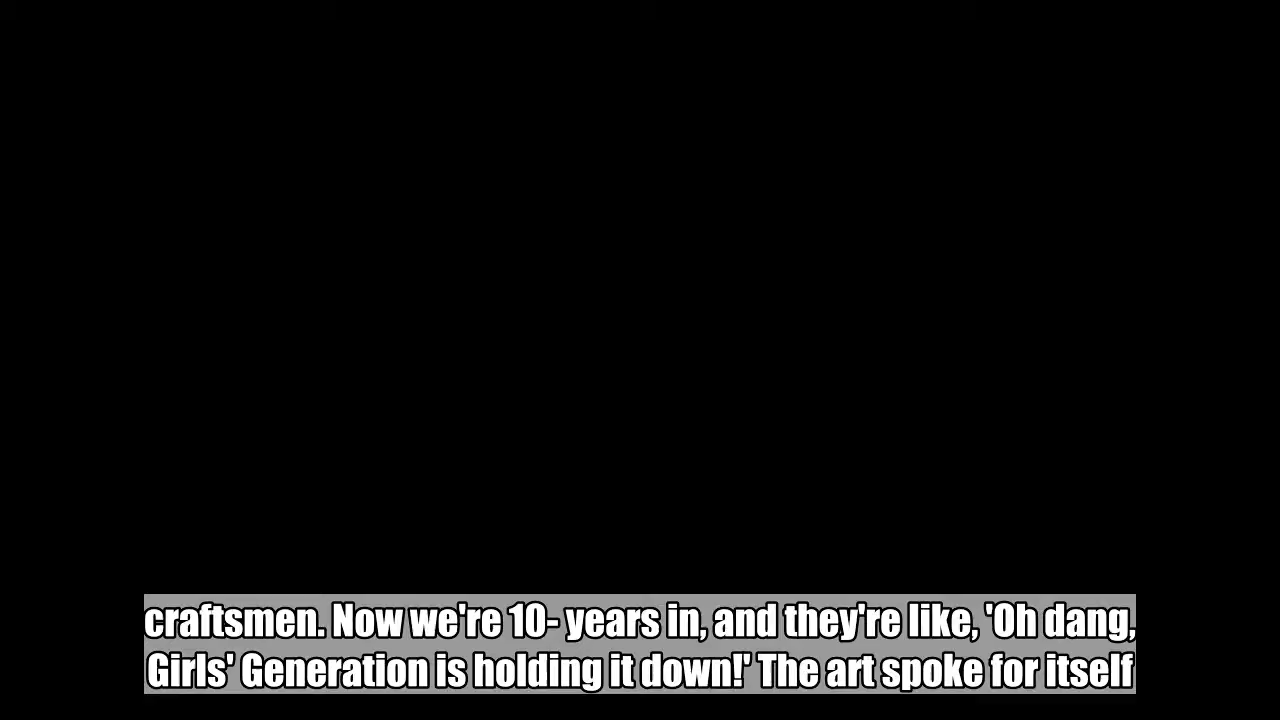 craftsmen. Now we're 10- years in, and they're like, 'Oh dang,
Girls' Generation is holding it down!' The art spoke for itself